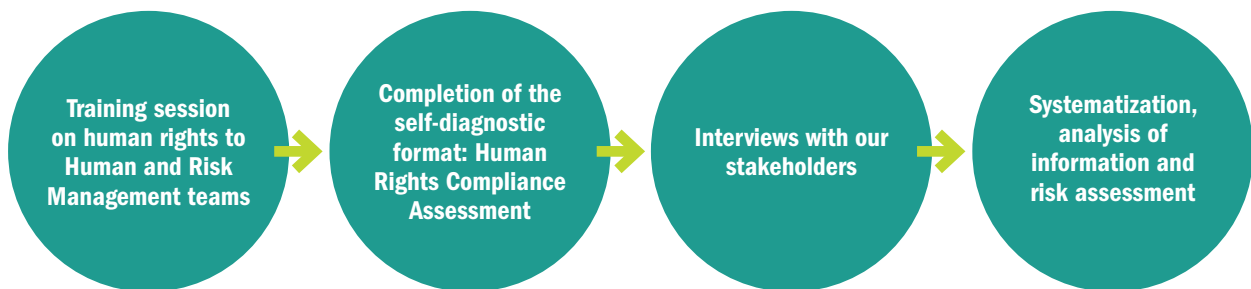 Training session
on human rights to
Human and Risk
Management teams
Completion of the
self-diagnostic
format: Human
Rights Compliance
Assessment
Interviews with our
stakeholders
Systematization,
analysis of
information and
risk assessment